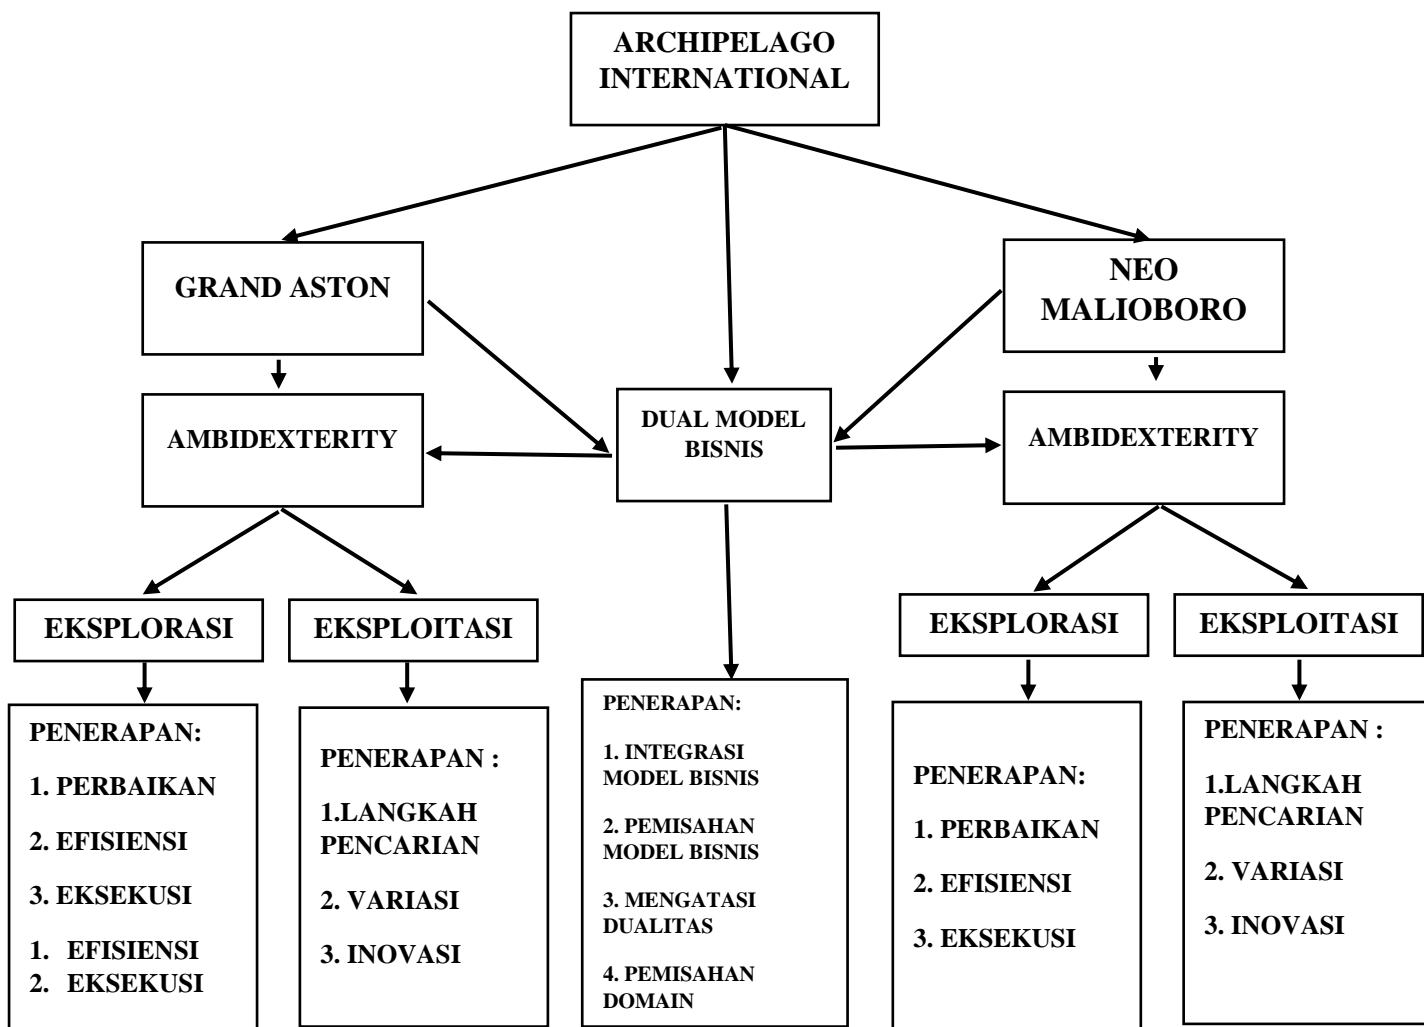 ARCHIPELAGO
INTERNATIONAL
GRAND ASTON
NEO
MALIOBORO
AMBIDEXTERITY
DUAL MODEL
BISNIS
AMBIDEXTERITY
EKSPLORASI
EKSPLOITASI
EKSPLORASI
EKSPLOITASI
PENERAPAN:
1. PERBAIKAN
2. EFISIENSI
3. EKSEKUSI
1. EFISIENSI
2. EKSEKUSI
PENERAPAN :
1.LANGKAH
PENCARIAN
2. VARIASI
3. INOVASI
PENERAPAN:
1. INTEGRASI
MODEL BISNIS
2. PEMISAHAN
MODEL BISNIS
3. MENGATASI
DUALITAS
4. PEMISAHAN
DOMAIN
PENERAPAN:
1. PERBAIKAN
2. EFISIENSI
3. EKSEKUSI
PENERAPAN :
1.LANGKAH
PENCARIAN
2. VARIASI
3. INOVASI